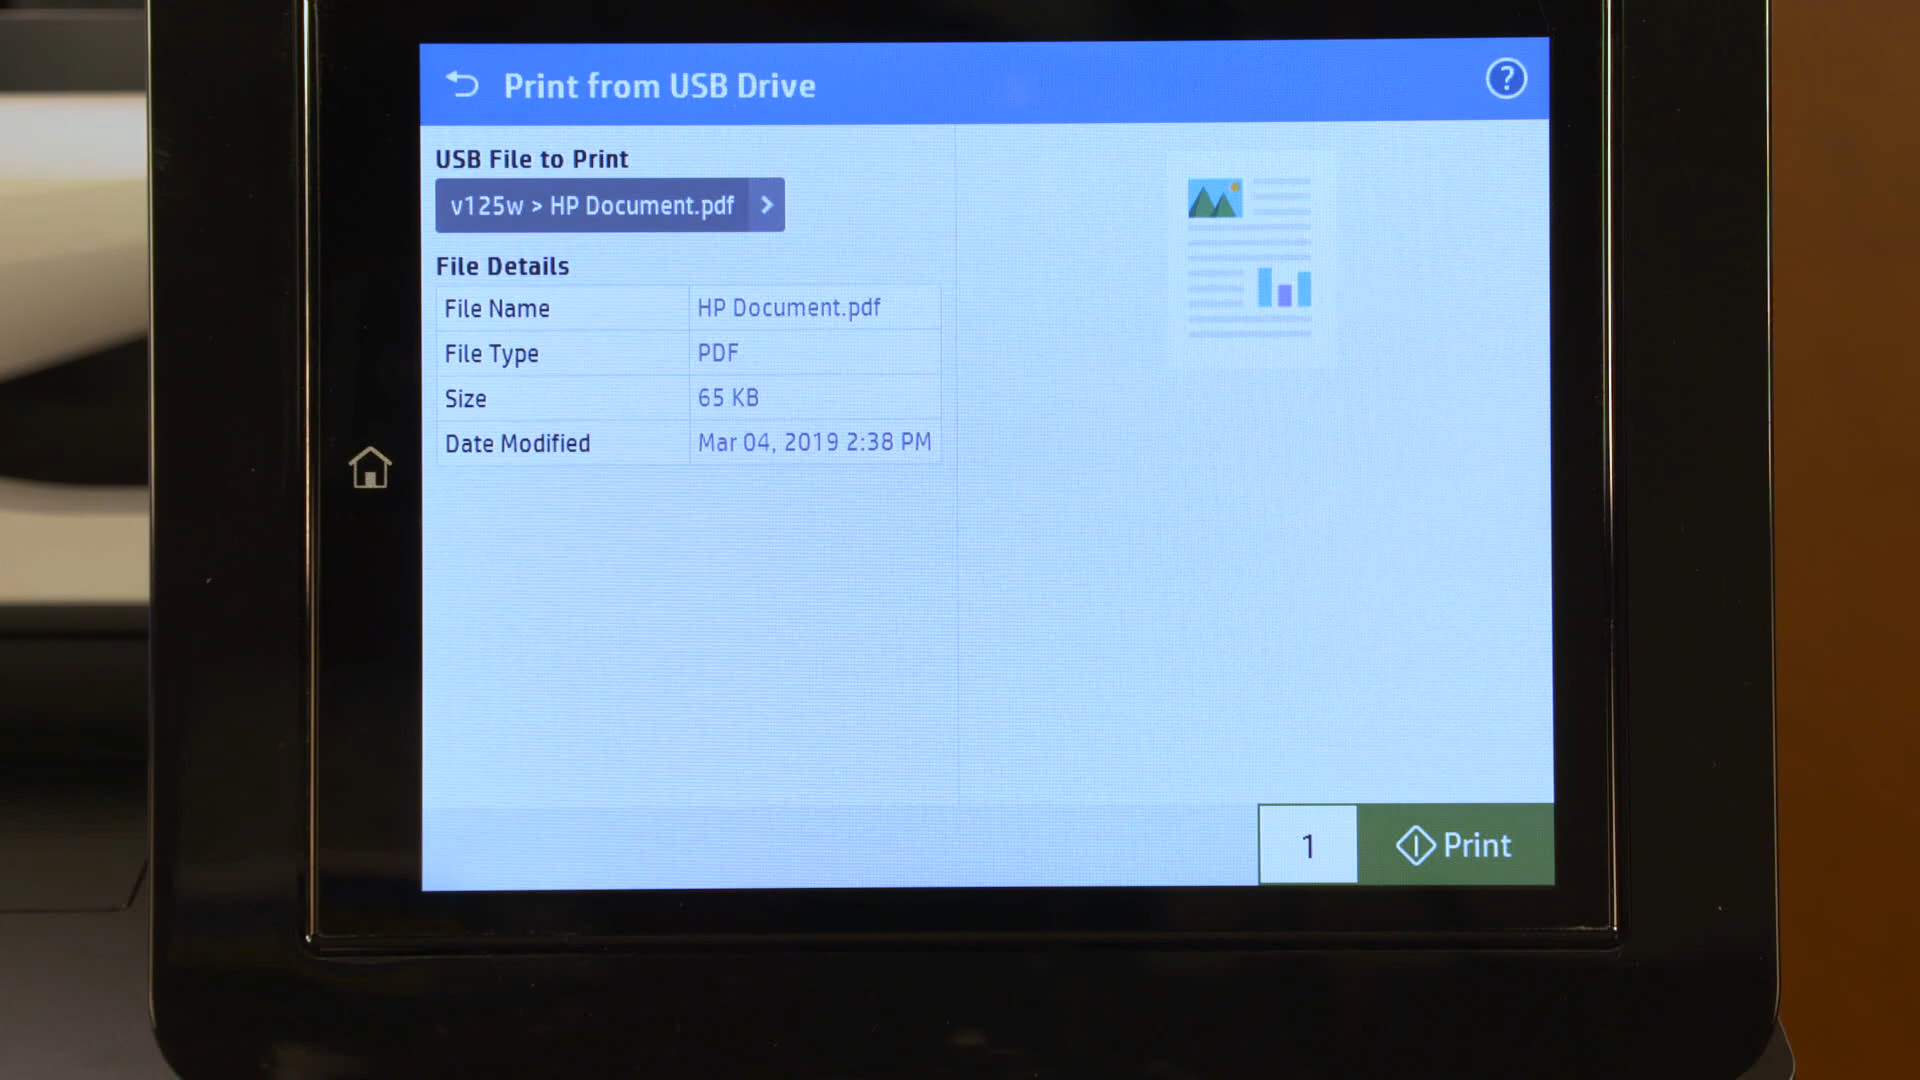 Print from USB Drive
?
USB File to Print
v125w > HP Document.pdf
File Details
File Name HP Document.pdf
File Type PDF
Size 65 KB
Date Modified Mar 04, 2019 2:38 PM
1 Print